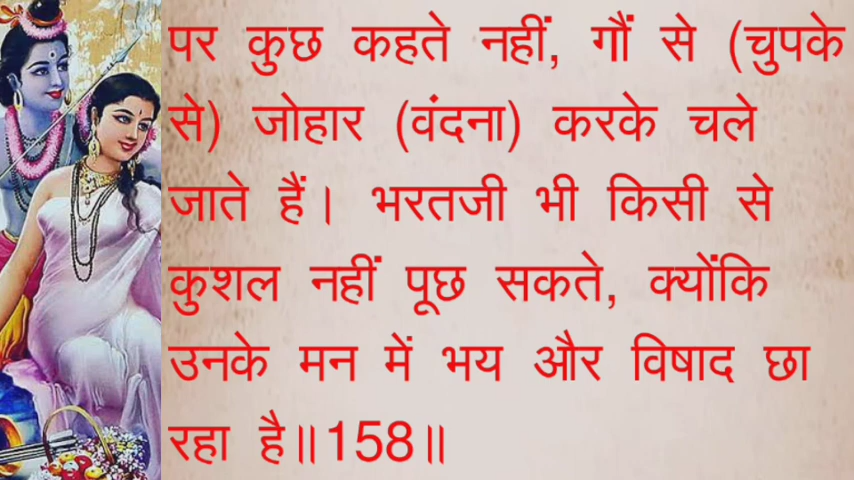 पर कुछ कहते नहीं, गौं से (चुपके
से) जोहार (वंदना) करके चले
जाते हैं। भरतजी भी किसी से
कुशल नहीं पूछ सकते, क्योंकि
उनके मन में भय और विषाद छा
रहा है॥158॥